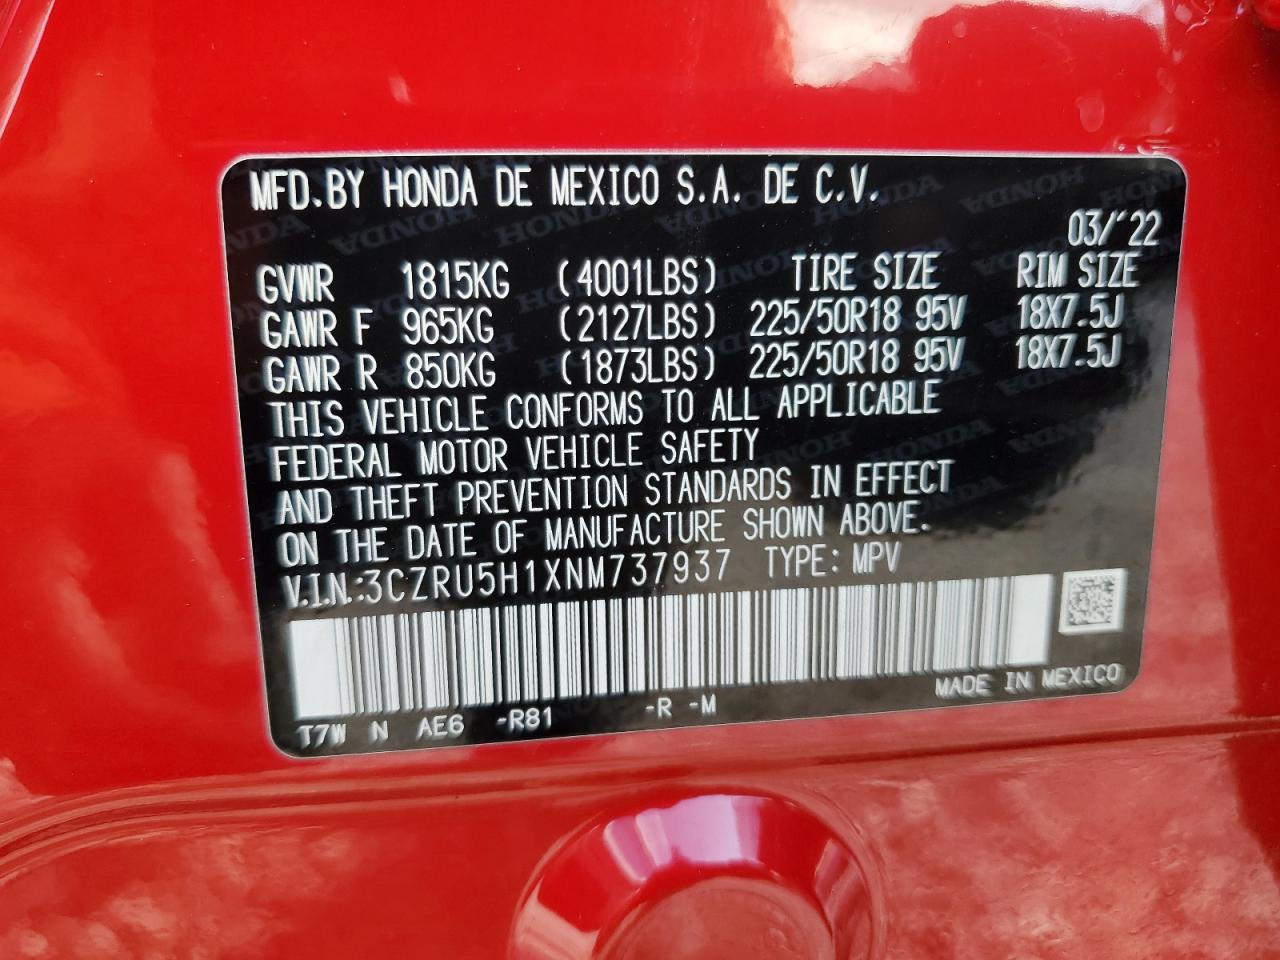 MFD.BY HONDA DE MEXICO S.A. DE C.V.
03/'22
GVWR 1815KG (4001LBS) TIRE SIZE RIM SIZE
GAWR F 965KG (2127LBS) 225/50R18 95V 18X7.5J
GAWR R 850KG (1873LBS) 225/50R18 95V 18X7.5J
THIS VEHICLE CONFORMS TO ALL APPLICABLE
FEDERAL MOTOR VEHICLE SAFETY
AND THEFT PREVENTION STANDARDS IN EFFECT
ON THE DATE OF MANUFACTURE SHOWN ABOVE.
V.I.N.:3CZRU5H1XNM737937 TYPE: MPV
MADE IN MEXICO
T7W N AE6 -R81 -R -M